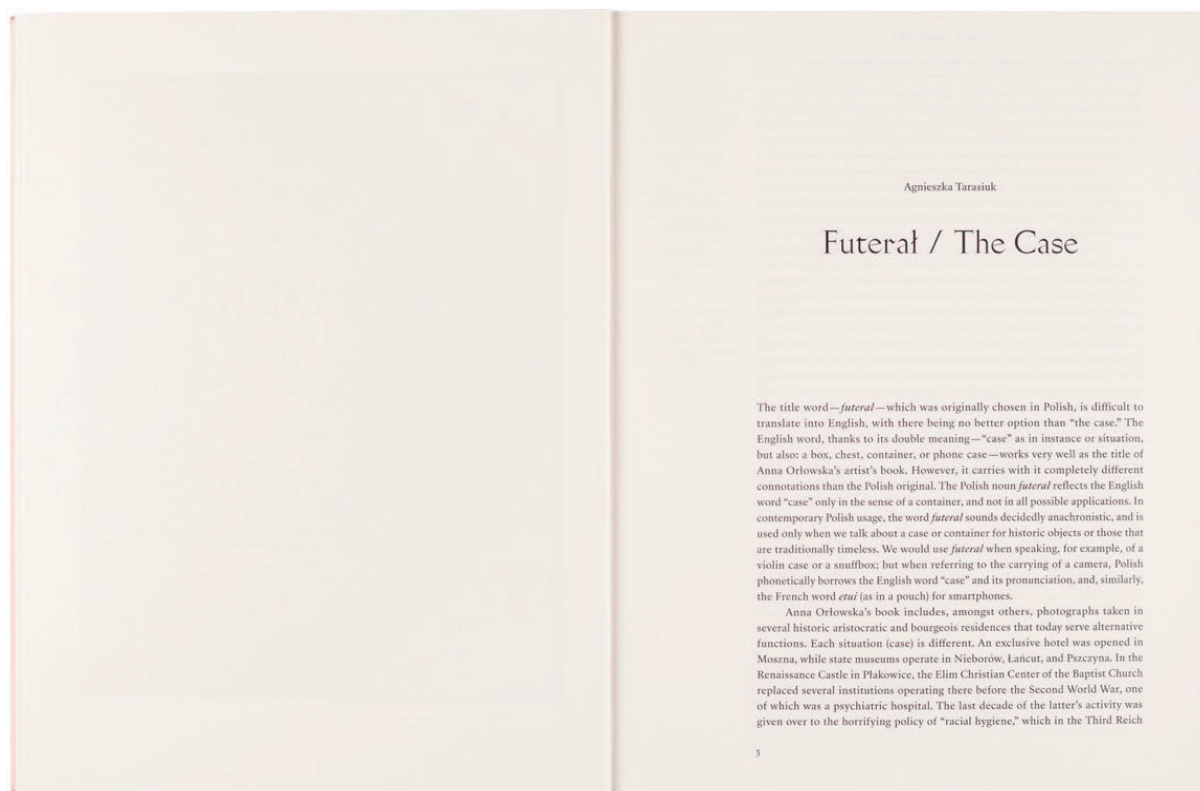 Agnieszka Tarasiuk
Futerał / The Case
The title word—futerał—which was originally chosen in Polish, is difficult to
translate into English, with there being no better option than “the case.” The
English word, thanks to its double meaning—“case” as in instance or situation,
but also: a box, chest, container, or phone case—works very well as the title of
Anna Orłowska’s artist’s book. However, it carries with it completely different
connotations than the Polish original. The Polish noun futerał reflects the English
word “case” only in the sense of a container, and not in all possible applications. In
contemporary Polish usage, the word futerał sounds decidedly anachronistic, and is
used only when we talk about a case or container for historic objects or those that
are traditionally timeless. We would use futerał when speaking, for example, of a
violin case or a snuffbox; but when referring to the carrying of a camera, Polish
phonetically borrows the English word “case” and its pronunciation, and, similarly,
the French word etui (as in a pouch) for smartphones.
Anna Orłowska’s book includes, amongst others, photographs taken in
several historic aristocratic and bourgeois residences that today serve alternative
functions. Each situation (case) is different. An exclusive hotel was opened in
Moszna, while state museums operate in Nieborów, Łańcut, and Pszczyna. In the
Renaissance Castle in Płakowice, the Elim Christian Center of the Baptist Church
replaced several institutions operating there before the Second World War, one
of which was a psychiatric hospital. The last decade of the latter’s activity was
given over to the horrifying policy of “racial hygiene,” which in the Third Reich
5